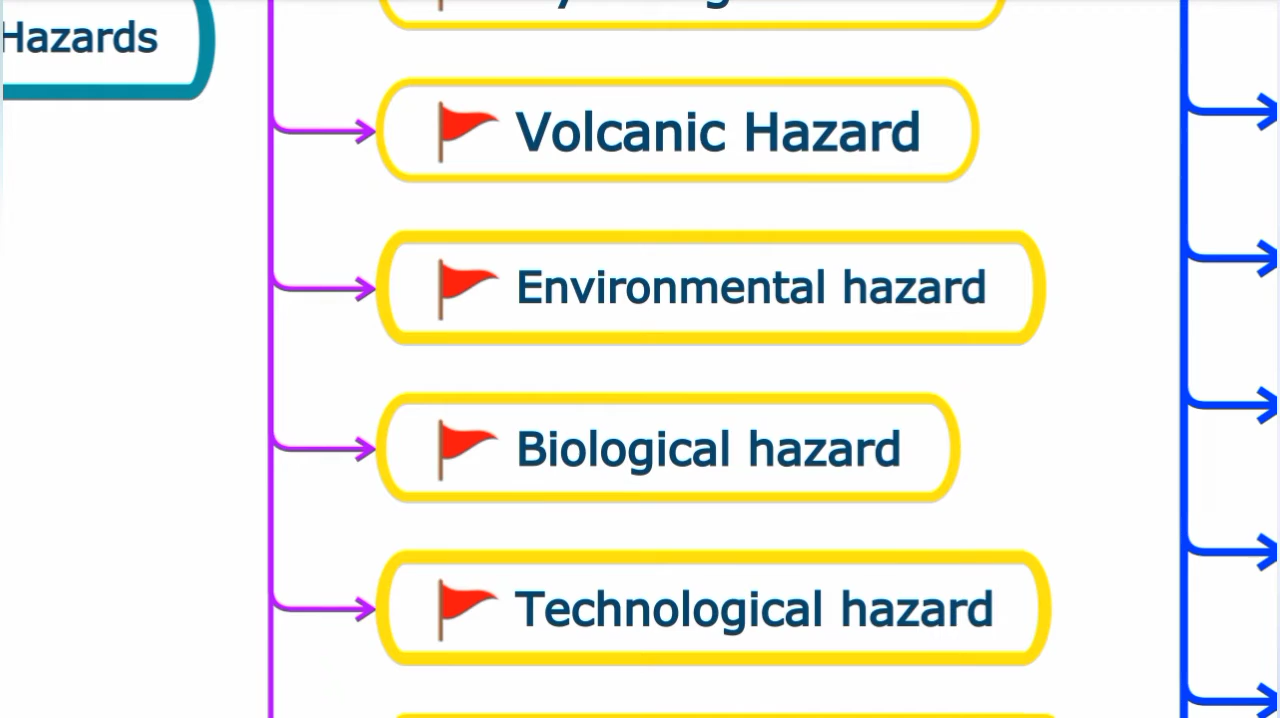 Hazards
Volcanic Hazard
Environmental hazard
Biological hazard
Technological hazard